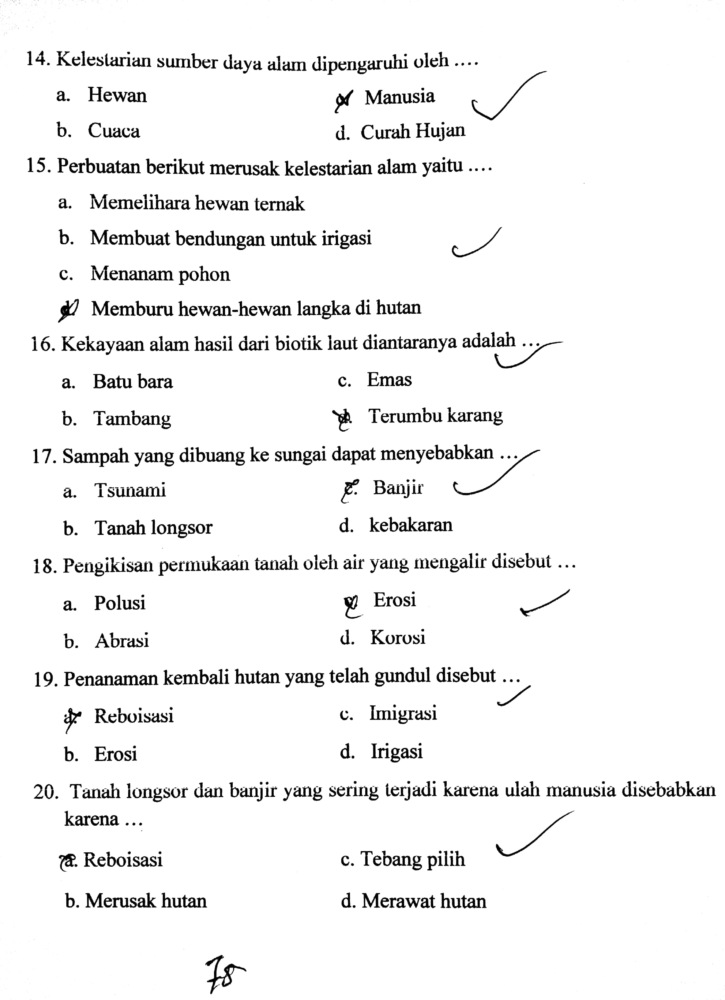 14. Kelestarian sumber daya alam dipengaruhi oleh ....
a. Hewan
c. Manusia
b. Cuaca
d. Curah Hujan
15. Perbuatan berikut merusak kelestarian alam yaitu ....
a. Memelihara hewan ternak
b. Membuat bendungan untuk irigasi
c. Menanam pohon
d. Memburu hewan-hewan langka di hutan
16. Kekayaan alam hasil dari biotik laut diantaranya adalah ...
a. Batu bara
c. Emas
b. Tambang
d. Terumbu karang
17. Sampah yang dibuang ke sungai dapat menyebabkan ...
a. Tsunami
c. Banjir
b. Tanah longsor
d. kebakaran
18. Pengikisan permukaan tanah oleh air yang mengalir disebut ...
a. Polusi
c. Erosi
b. Abrasi
d. Korosi
19. Penanaman kembali hutan yang telah gundul disebut ...
a. Reboisasi
c. Imigrasi
b. Erosi
d. Irigasi
20. Tanah longsor dan banjir yang sering terjadi karena ulah manusia disebabkan
karena ...
a. Reboisasi
c. Tebang pilih
b. Merusak hutan
d. Merawat hutan
78